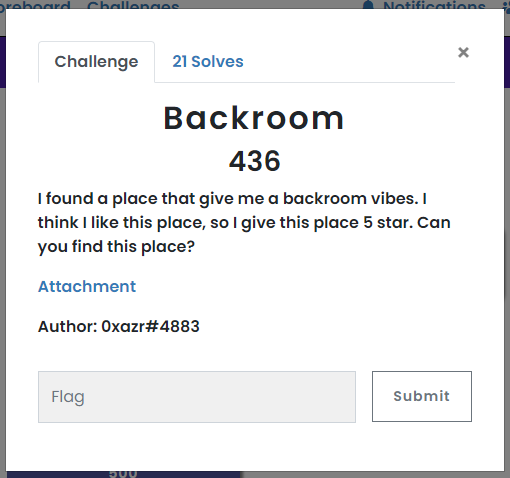 oreboard Challenges Notifications
Challenge 21 Solves ×
Backroom
436
I found a place that give me a backroom vibes. I
think I like this place, so I give this place 5 star. Can
you find this place?
Attachment
Author: 0xazr#4883
Flag Submit
500